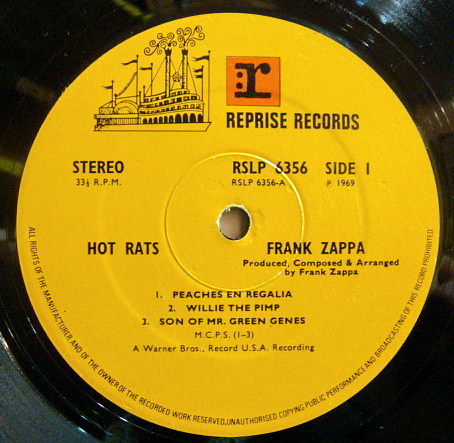 r
REPRISE RECORDS
STEREO
33⅓ R.P.M.
RSLP 6356 SIDE 1
RSLP 6356-A
P 1969
HOT RATS
FRANK ZAPPA
Produced, Composed & Arranged
by Frank Zappa
1. PEACHES EN REGALIA
2. WILLIE THE PIMP
3. SON OF MR. GREEN GENES
M.C.P.S. (1-3)
A Warner Bros., Record U.S.A. Recording
ALL RIGHTS OF THE MANUFACTURER AND OF THE OWNER OF THE RECORDED WORK RESERVED.UNAUTHORISED COPYING PUBLIC PERFORMANCE AND BROADCASTING OF THIS RECORD PROHIBITED